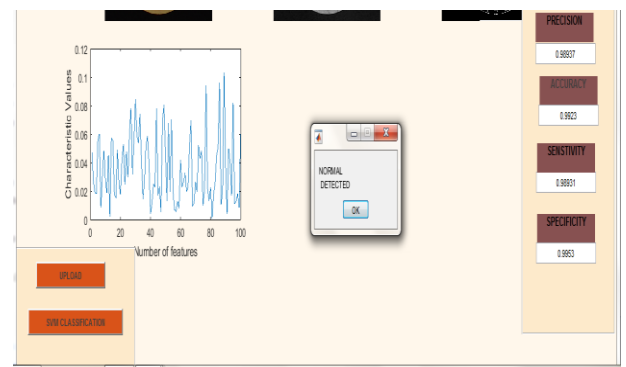 PRECISION
0.98937
ACCURACY
0.9923
SENSTIVITY
0.98931
SPECIFICITY
0.9953
0.12
0.1
0.08
0.06
0.04
0.02
0
Characteristic Values
0 20 40 60 80 100
Number of features
NORMAL
DETECTED
OK
UPLOAD
SVM CLASSIFICATION